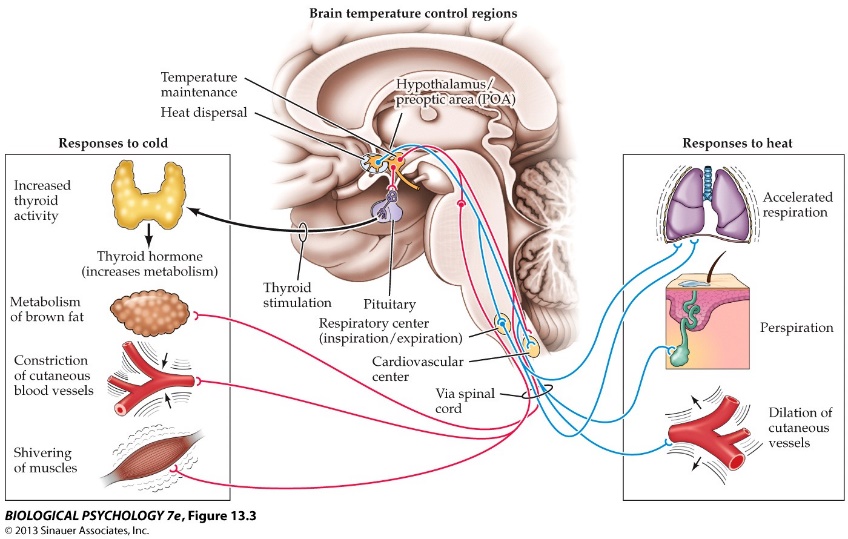 Brain temperature control regions
Temperature
maintenance
Heat dispersal
Hypothalamus/
preoptic area (POA)
Responses to cold
Increased
thyroid
activity
Thyroid hormone
(increases metabolism)
Metabolism
of brown fat
Constriction
of cutaneous
blood vessels
Shivering
of muscles
Thyroid
stimulation
Pituitary
Respiratory center
(inspiration/expiration)
Cardiovascular
center
Via spinal
cord
Responses to heat
Accelerated
respiration
Perspiration
Dilation of
cutaneous
vessels
BIOLOGICAL PSYCHOLOGY 7e, Figure 13.3
© 2013 Sinauer Associates, Inc.